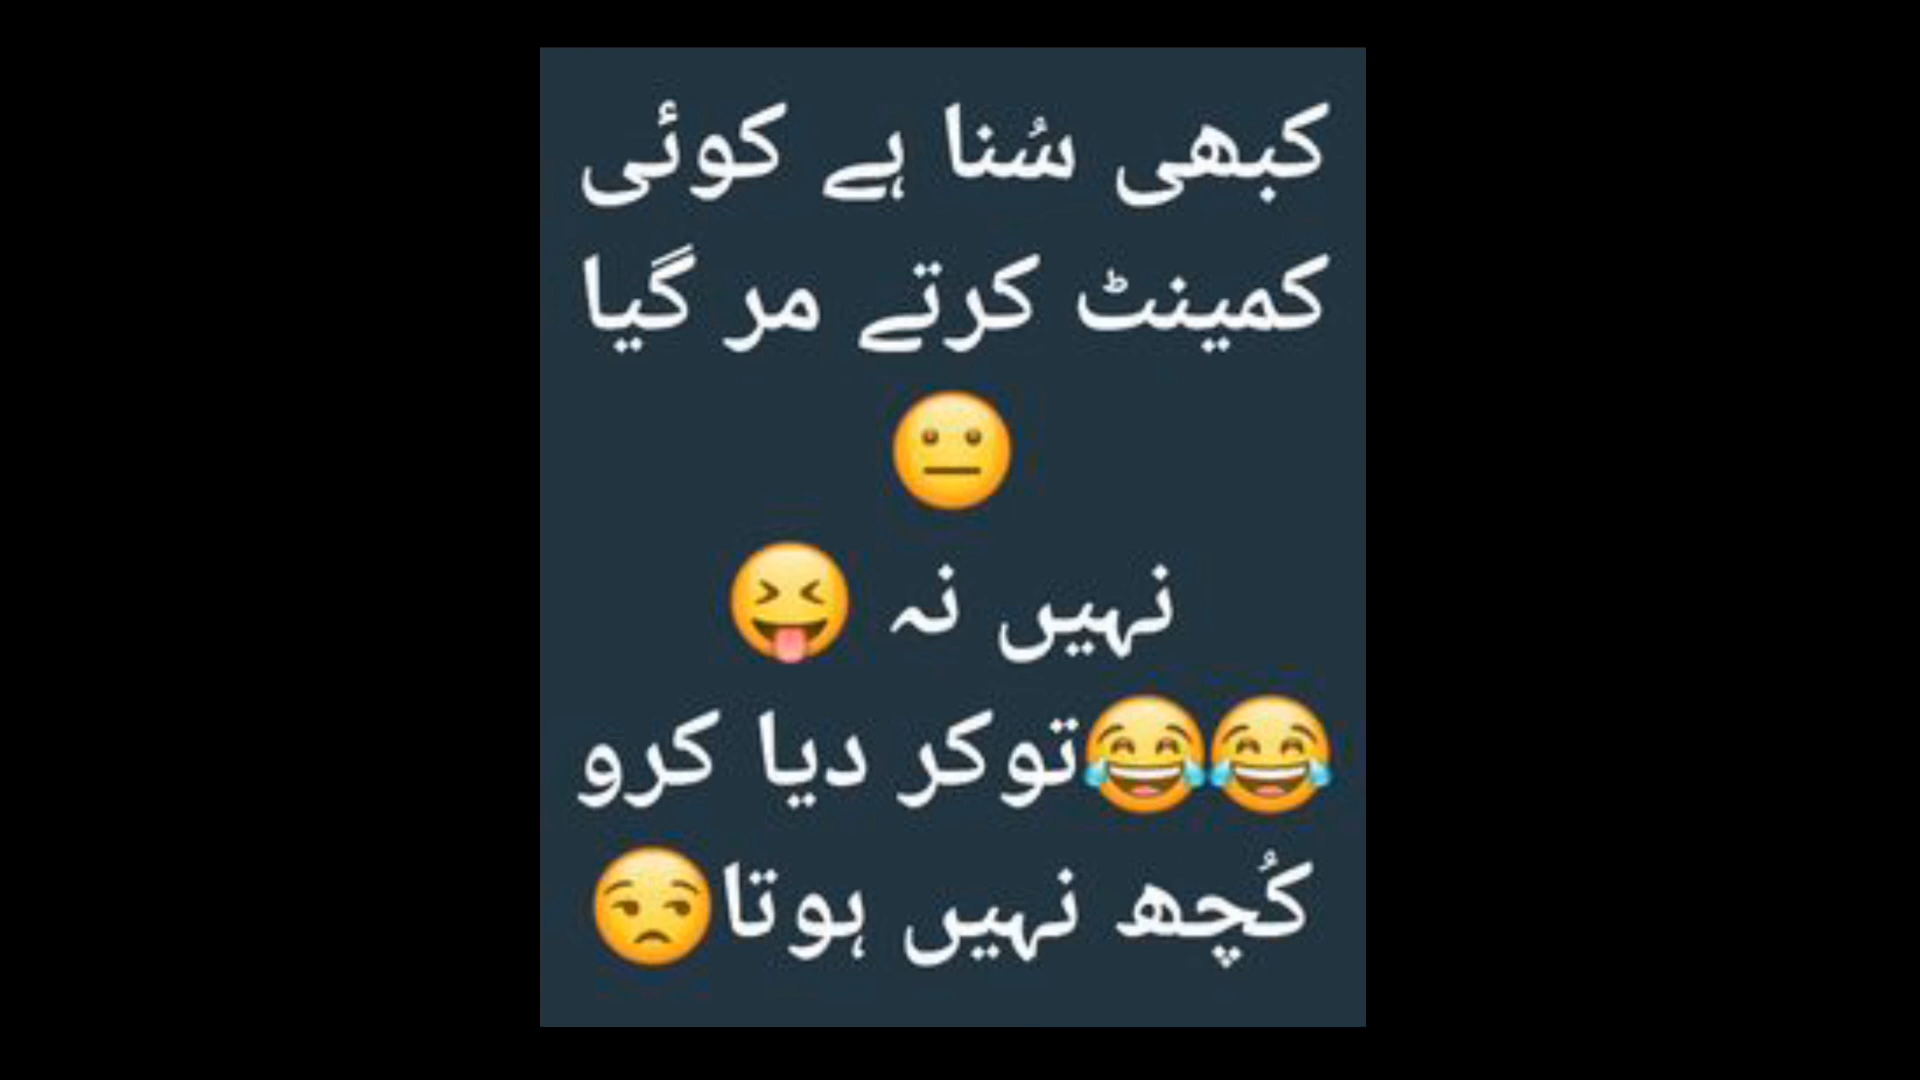 کبھی سُنا ہے کوئی
کمینٹ کرتے مر گیا
😐
نہیں نہ 😝
😂😂توکر دیا کرو
کُچھ نہیں ہوتا😒